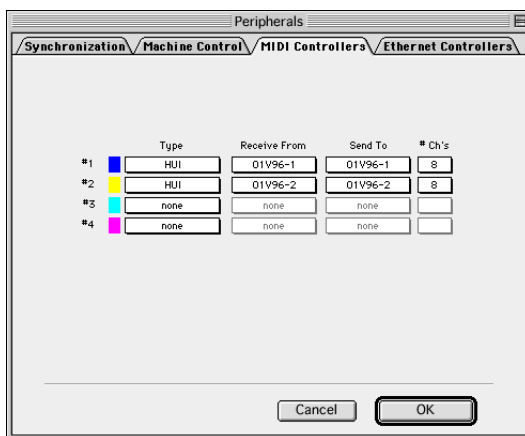 Peripherals
Synchronization Machine Control MIDI Controllers Ethernet Controllers
Type Receive From Send To # Ch's
#1 HUI 01V96-1 01V96-1 8
#2 HUI 01V96-2 01V96-2 8
#3 none none none
#4 none none none
Cancel OK